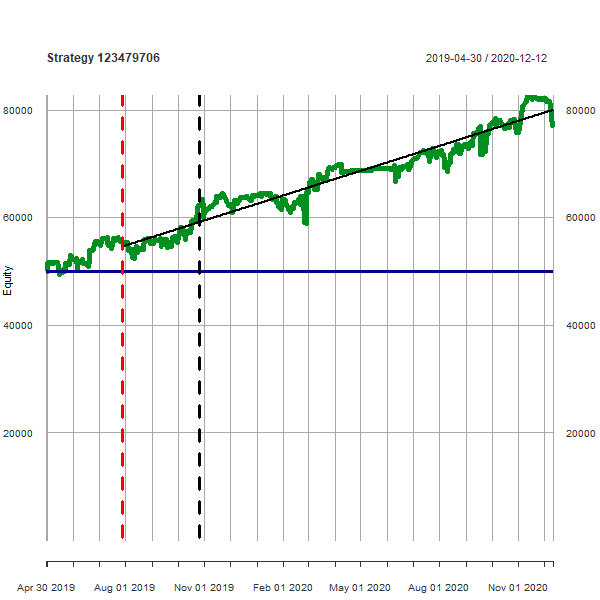 Strategy 123479706
2019-04-30 / 2020-12-12
80000
80000
60000
60000
Equity
40000
40000
20000
20000
Apr 30 2019
Aug 01 2019
Nov 01 2019
Feb 01 2020
May 01 2020
Aug 01 2020
Nov 01 2020